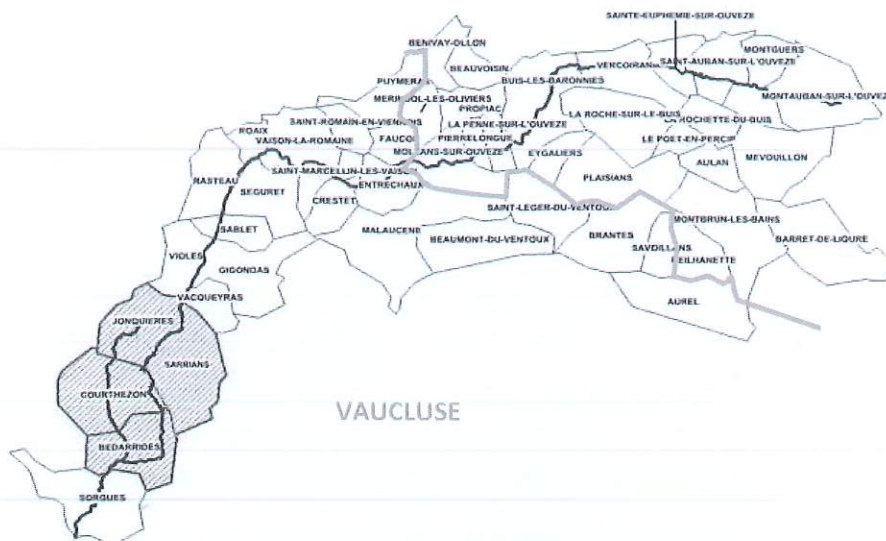 SAINTE-EUPHEMIE-SUR-OUVEZE
BENIVAY-OLLON
MONTGUERS
BEAUVOISIN
VERCOIRAN
SAINT-AUBAN-SUR-L'OUVEZE
PUYMERAS
BUIS-LES-BARONNIES
MONTAUBAN-SUR-L'OUVEZE
MERINDOL-LES-OLIVIERS
PROPIAC
LA ROCHE-SUR-LE-BUIS
LA ROCHETTE-DU-BUIS
SAINT-ROMAIN-EN-VIENNOIS
LA PENNE-SUR-L'OUVEZE
ROAIX
VAISON-LA-ROMAINE
FAUCON
PIERRELONGUE
LE POET-EN-PERCIP
MOLLANS-SUR-OUVEZE
EYGALIERS
AULAN
MEVOUILLON
SAINT-MARCELLIN-LES-VAISON
RASTEAU
SEGURET
ENTRECHAUX
PLAISIANS
CRESTET
SAINT-LEGER-DU-VENTOUX
MONTBRUN-LES-BAINS
SABLET
MALAUCENE
BEAUMONT-DU-VENTOUX
BRANTES
SAVOILLANS
BARRET-DE-LIOURE
VIOLES
GIGONDAS
REILHANETTE
VACQUEYRAS
AUREL
JONQUIERES
SARRIANS
COURTHEZON
VAUCLUSE
BEDARRIDES
SORGUES